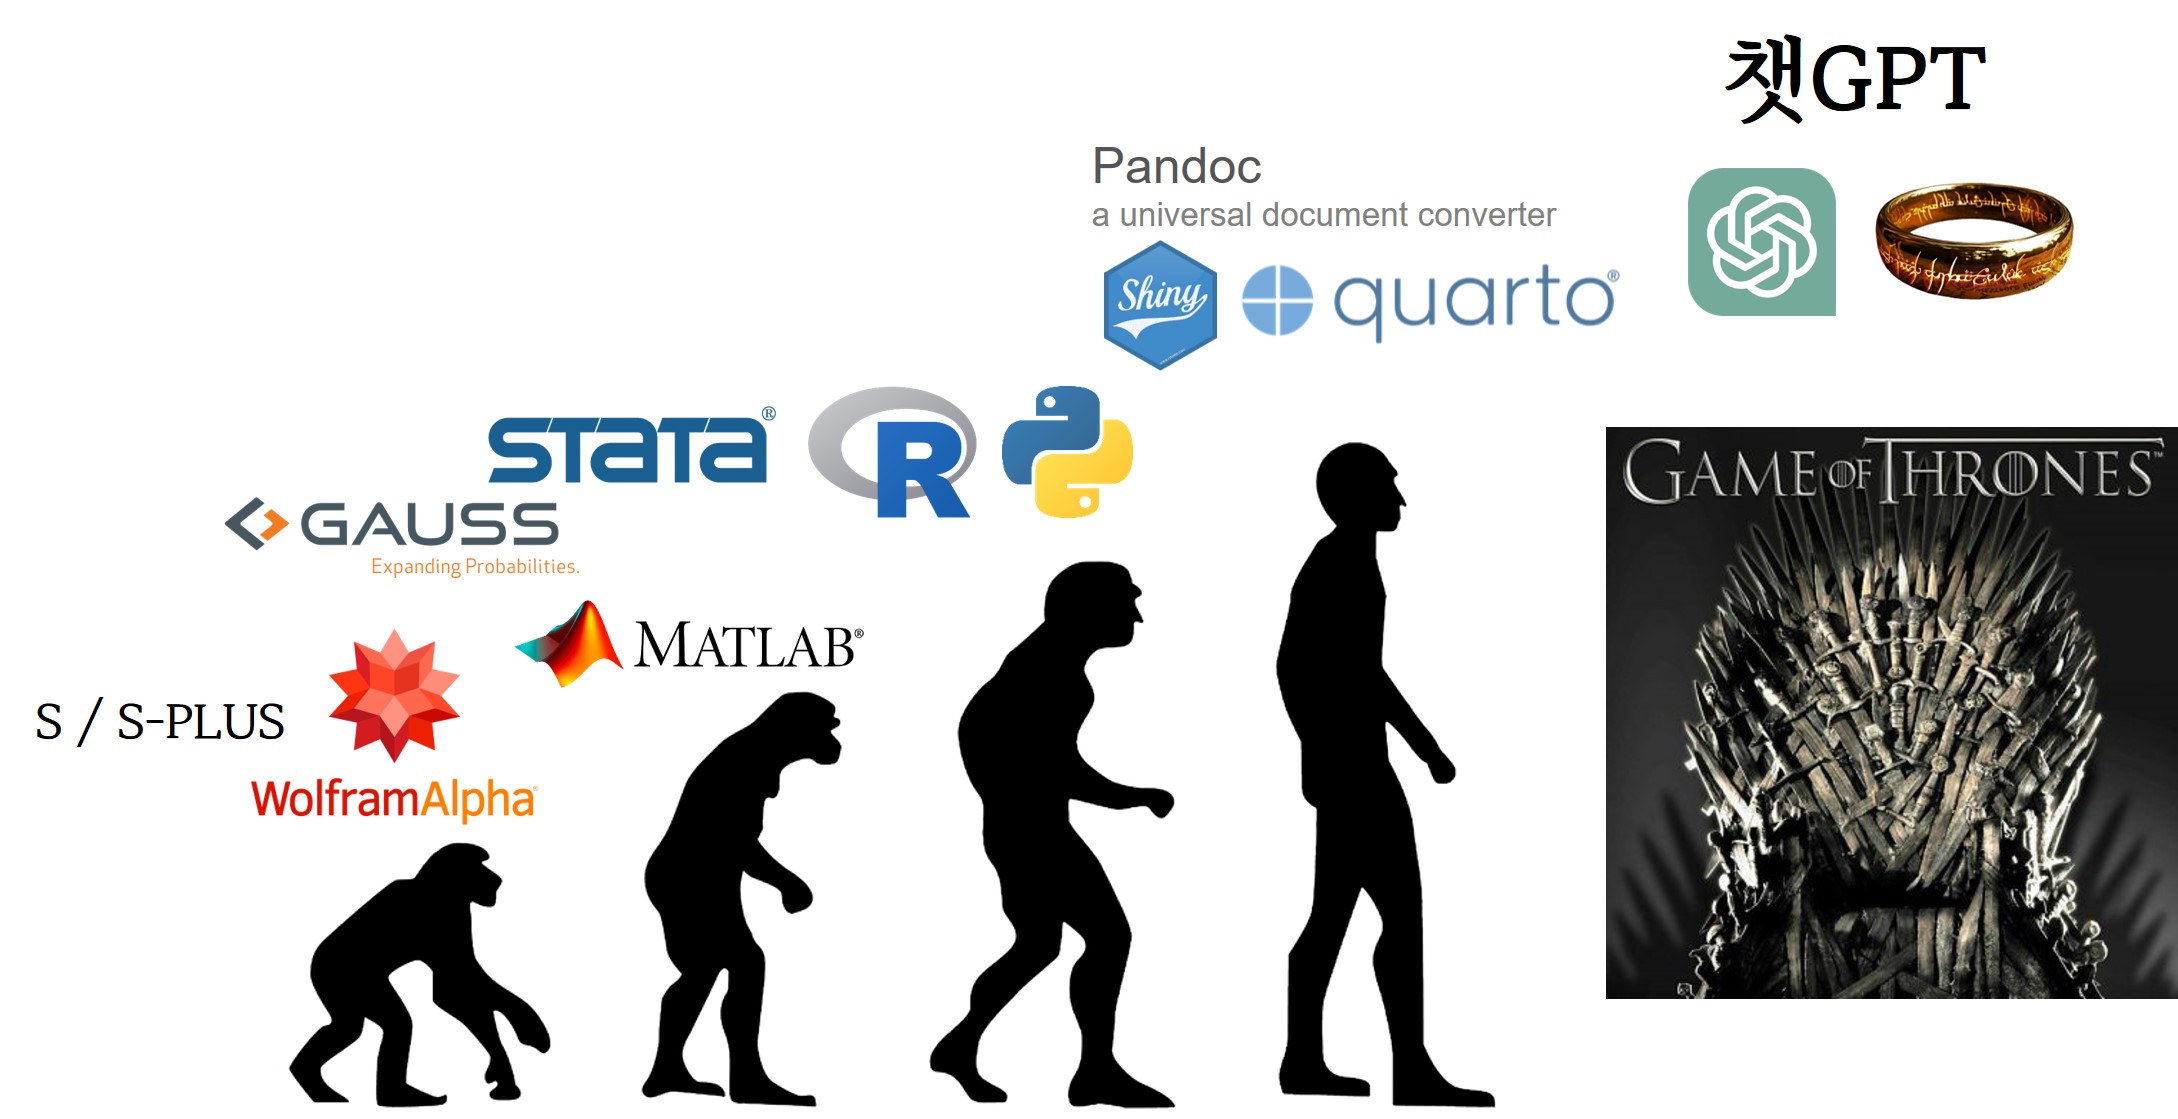 챗GPT
Pandoc
a universal document converter
Shiny
quarto®
STATA®
R
GAUSS
Expanding Probabilities.
MATLAB®
S / S-PLUS
WolframAlpha
GAME OF THRONES™